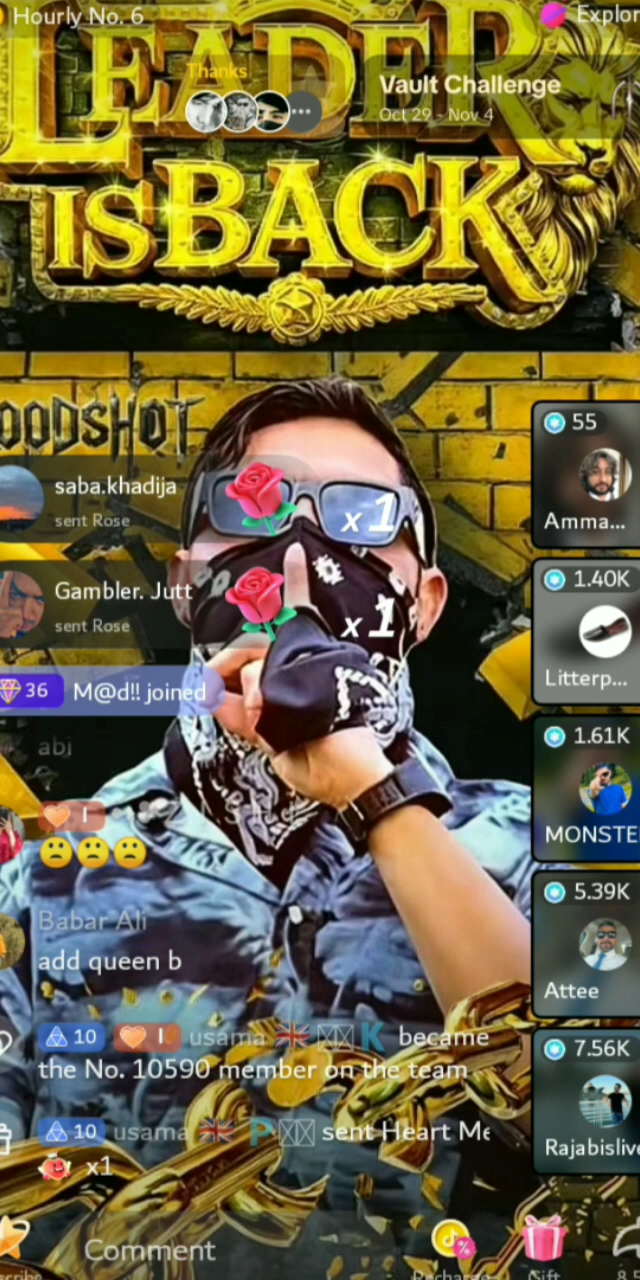 Hourly No. 6
Explor
Thanks
Vault Challenge
Oct 29 - Nov 4
LEADER
IS BACK
OODSHOT
saba.khadija
sent Rose
x1
Gambler. Jutt
sent Rose
x1
36 M@d!! joined
abj
I
Babar Ali
add queen b
10 I usama K became
the No. 10590 member on the team
10 usama P sent Heart Me
x1
55
Amma...
1.40K
Litterp...
1.61K
MONSTE
5.39K
Attee
7.56K
Rajabislive
Comment
Recharge
Gift